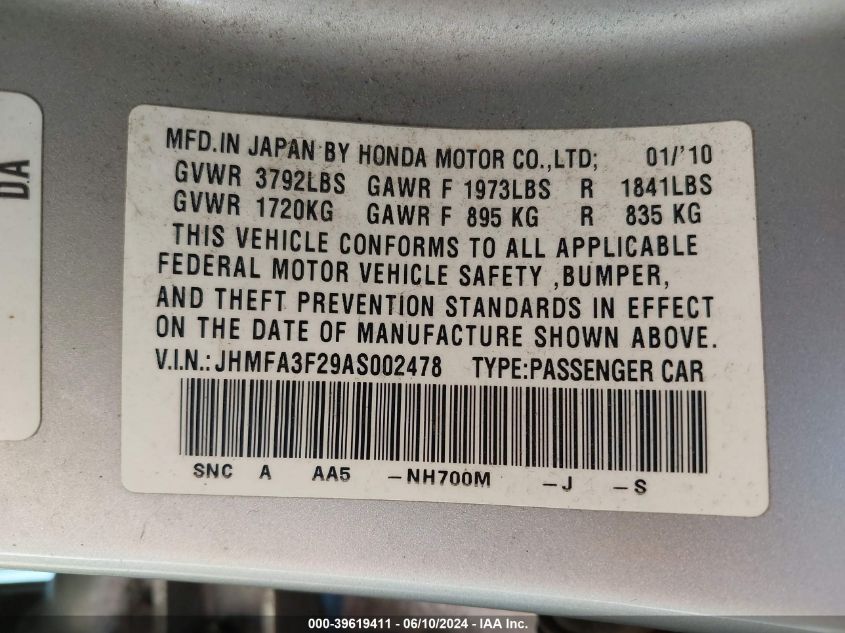 D.A
MFD.IN JAPAN BY HONDA MOTOR CO.,LTD; 01/'10
GVWR 3792LBS GAWR F 1973LBS R 1841LBS
GVWR 1720KG GAWR F 895 KG R 835 KG
THIS VEHICLE CONFORMS TO ALL APPLICABLE
FEDERAL MOTOR VEHICLE SAFETY ,BUMPER,
AND THEFT PREVENTION STANDARDS IN EFFECT
ON THE DATE OF MANUFACTURE SHOWN ABOVE.
V.I.N.:JHMFA3F29AS002478 TYPE:PASSENGER CAR
SNC A AA5 -NH700M -J -S
000-39619411 - 06/10/2024 - IAA Inc.